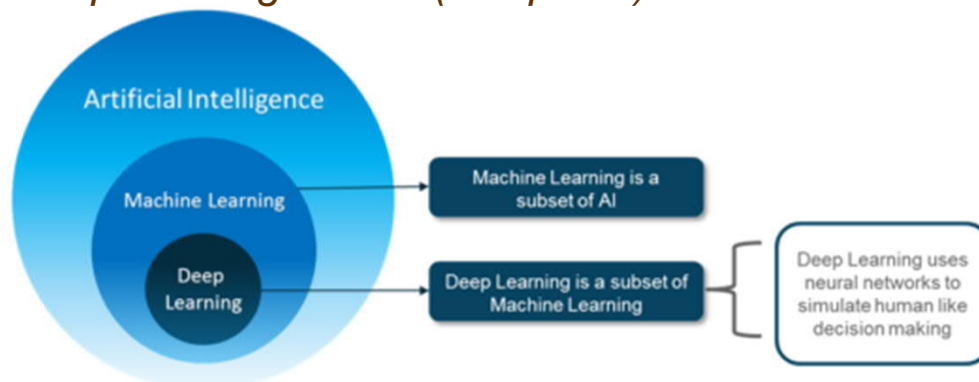 Artificial Intelligence
Machine Learning
Deep
Learning
Machine Learning is a
subset of AI
Deep Learning is a subset of
Machine Learning
Deep Learning uses
neural networks to
simulate human like
decision making